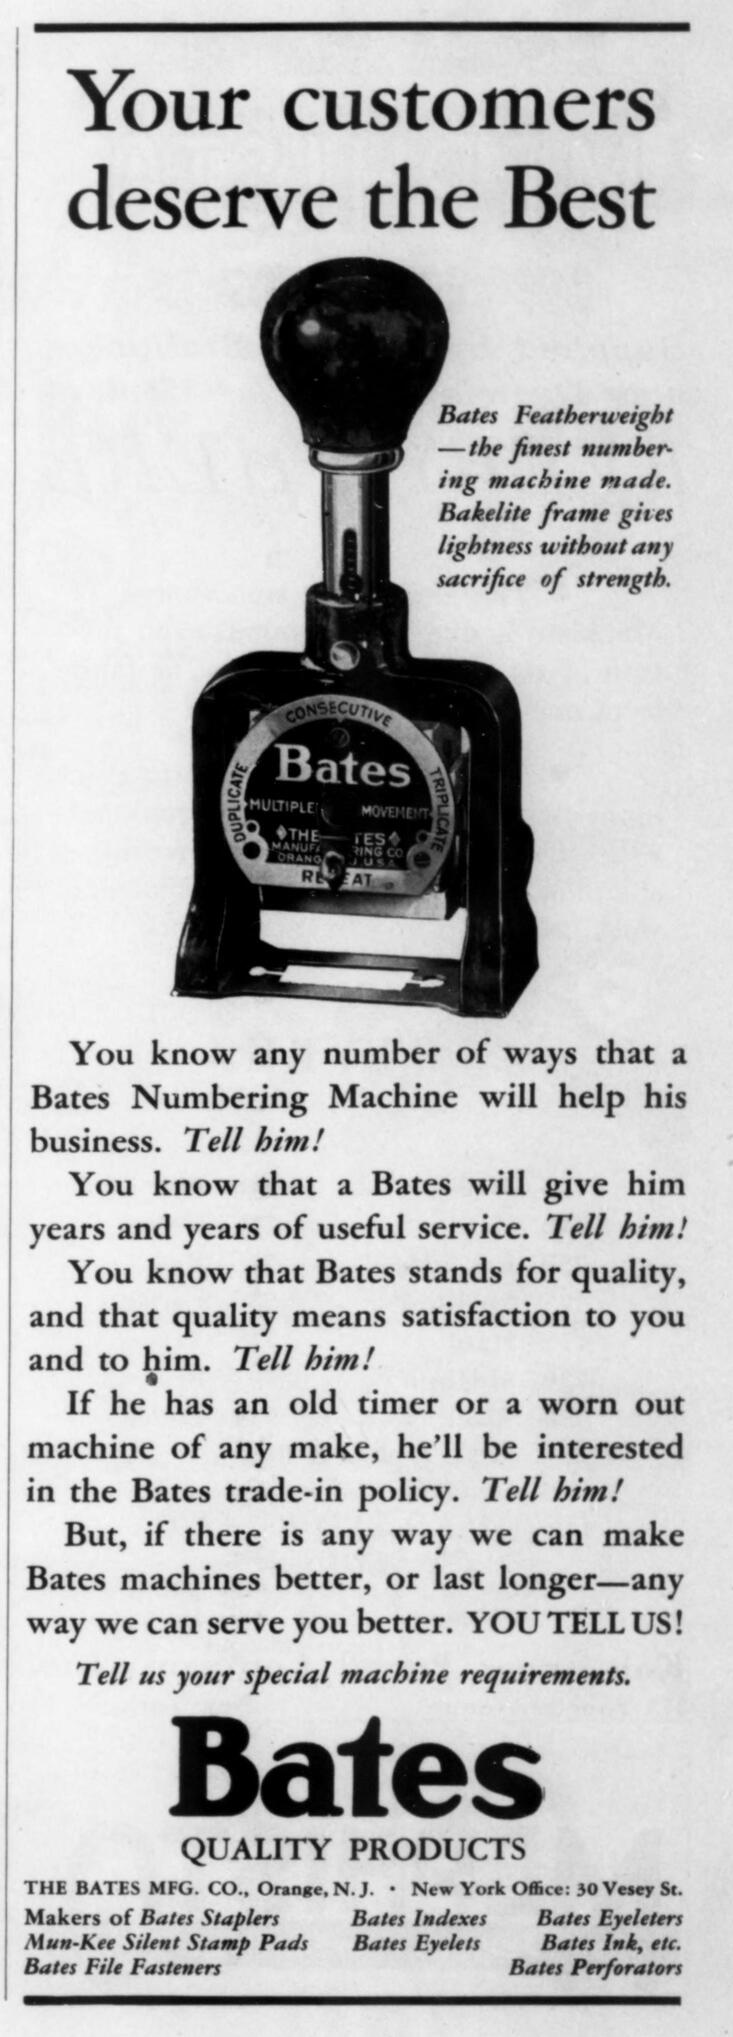 Your customers
deserve the Best
Bates Featherweight
—the finest number-
ing machine made.
Bakelite frame gives
lightness without any
sacrifice of strength.
CONSECUTIVE
DUPLICATE
TRIPLICATE
Bates
MULTIPLE MOVEMENT
THE
MANUF RING CO
ORANG J. U.S.A.
You know any number of ways that a
Bates Numbering Machine will help his
business. Tell him!
You know that a Bates will give him
years and years of useful service. Tell him!
You know that Bates stands for quality,
and that quality means satisfaction to you
and to him. Tell him!
If he has an old timer or a worn out
machine of any make, he'll be interested
in the Bates trade-in policy. Tell him!
But, if there is any way we can make
Bates machines better, or last longer—any
way we can serve you better. YOU TELL US!
Tell us your special machine requirements.
Bates
QUALITY PRODUCTS
THE BATES MFG. CO., Orange, N. J. • New York Office: 30 Vesey St.
Makers of Bates Staplers Bates Indexes Bates Eyeleters
Mun-Kee Silent Stamp Pads Bates Eyelets Bates Ink, etc.
Bates File Fasteners Bates Perforators